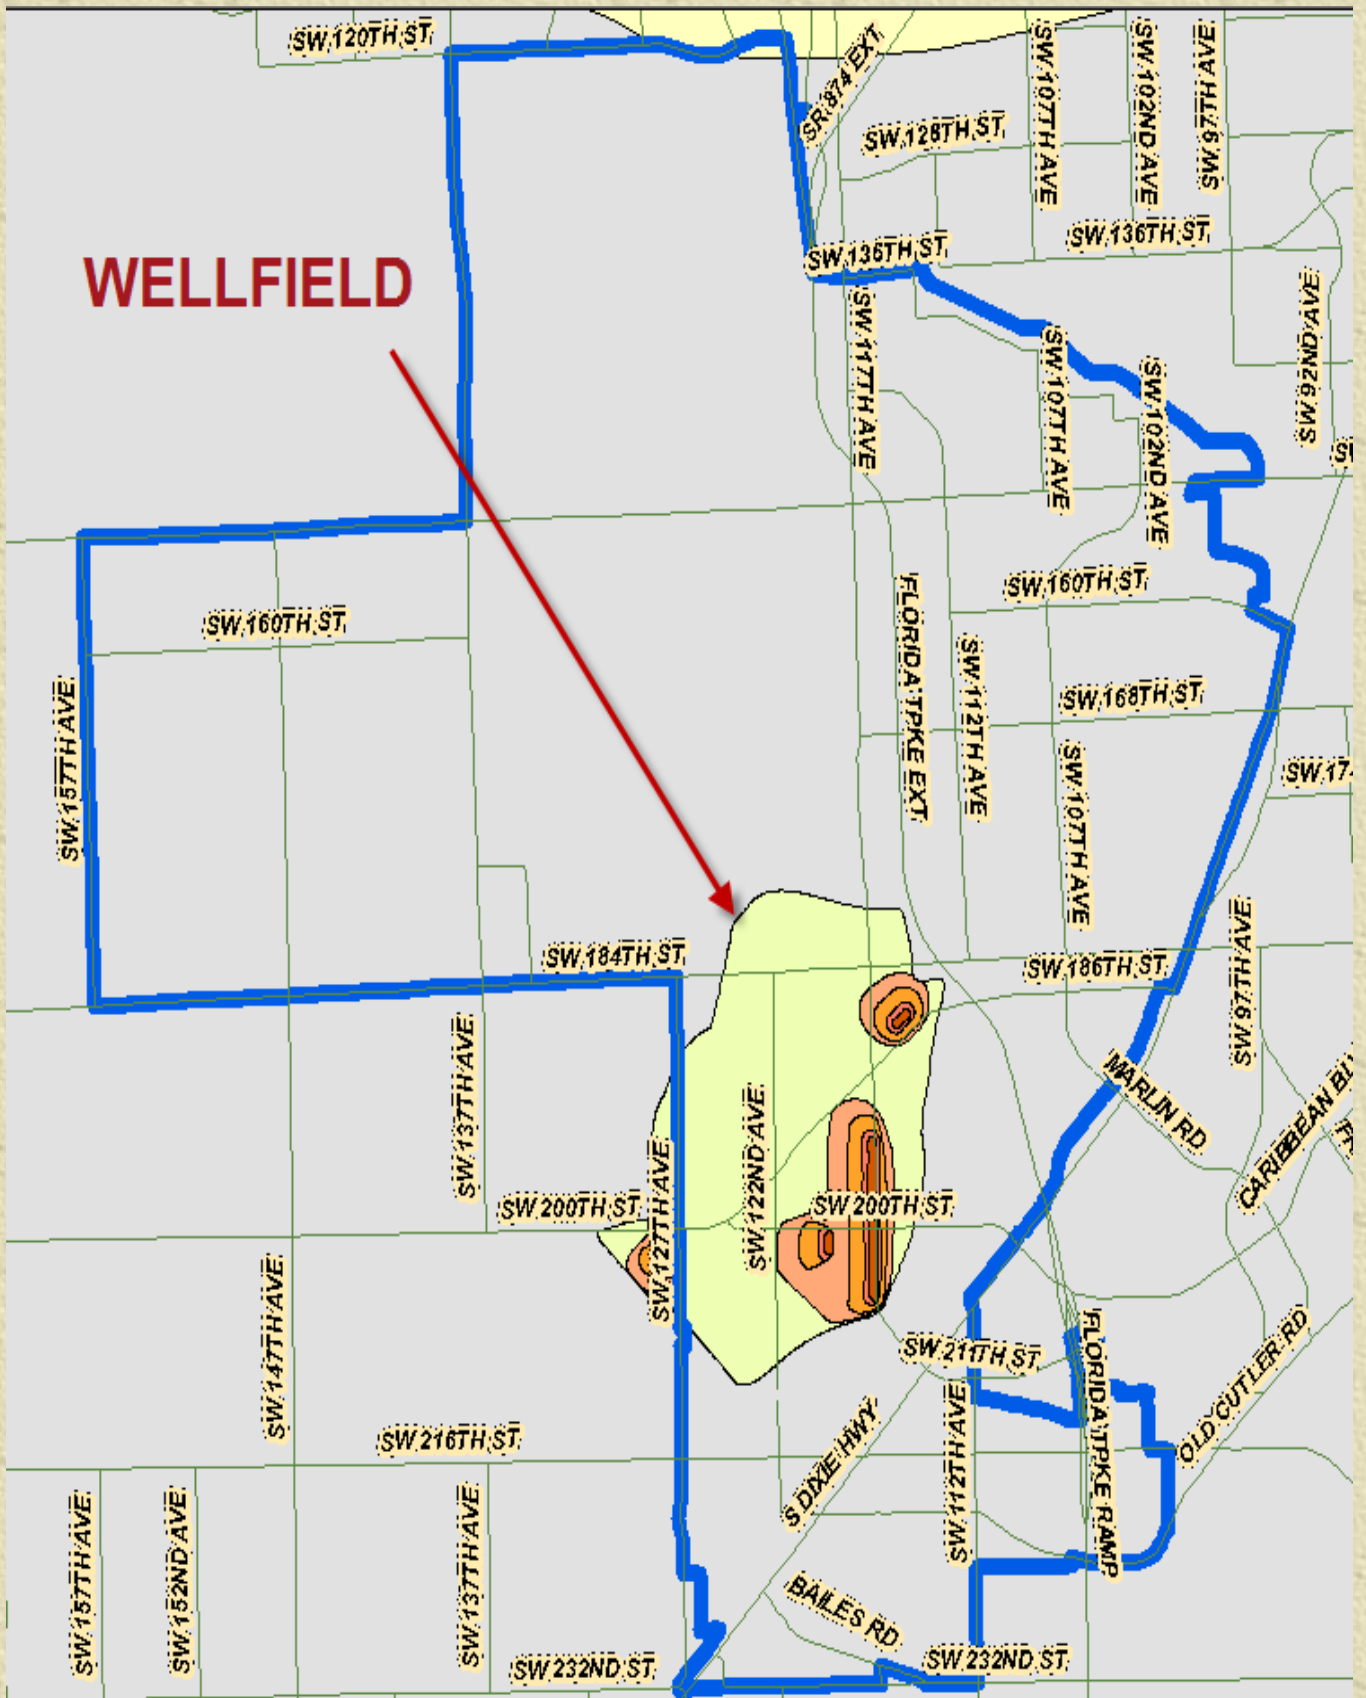 SW 120TH ST
SR 874 EXT
SW 107TH AVE
SW 102ND AVE
SW 97TH AVE
SW 128TH ST
SW 136TH ST
SW 136TH ST
WELLFIELD
SW 117TH AVE
SW 107TH AVE
SW 102ND AVE
SW 92ND AVE
SW 160TH ST
FLORIDA TPKE EXT
SW 160TH ST
SW 112TH AVE
SW 168TH ST
SW 157TH AVE
SW 107TH AVE
SW 17
SW 184TH ST
SW 186TH ST
SW 97TH AVE
SW 137TH AVE
MARLIN RD
CARIBBEAN BL
SW 122ND AVE
SW 127TH AVE
SW 200TH ST
SW 200TH ST
SW 147TH AVE
SW 211TH ST
FLORIDA TPKE RAMP
OLD CUTLER RD
SW 216TH ST
S DIXIE HWY
SW 112TH AVE
SW 157TH AVE
SW 152ND AVE
SW 137TH AVE
BAILES RD
SW 232ND ST
SW 232ND ST